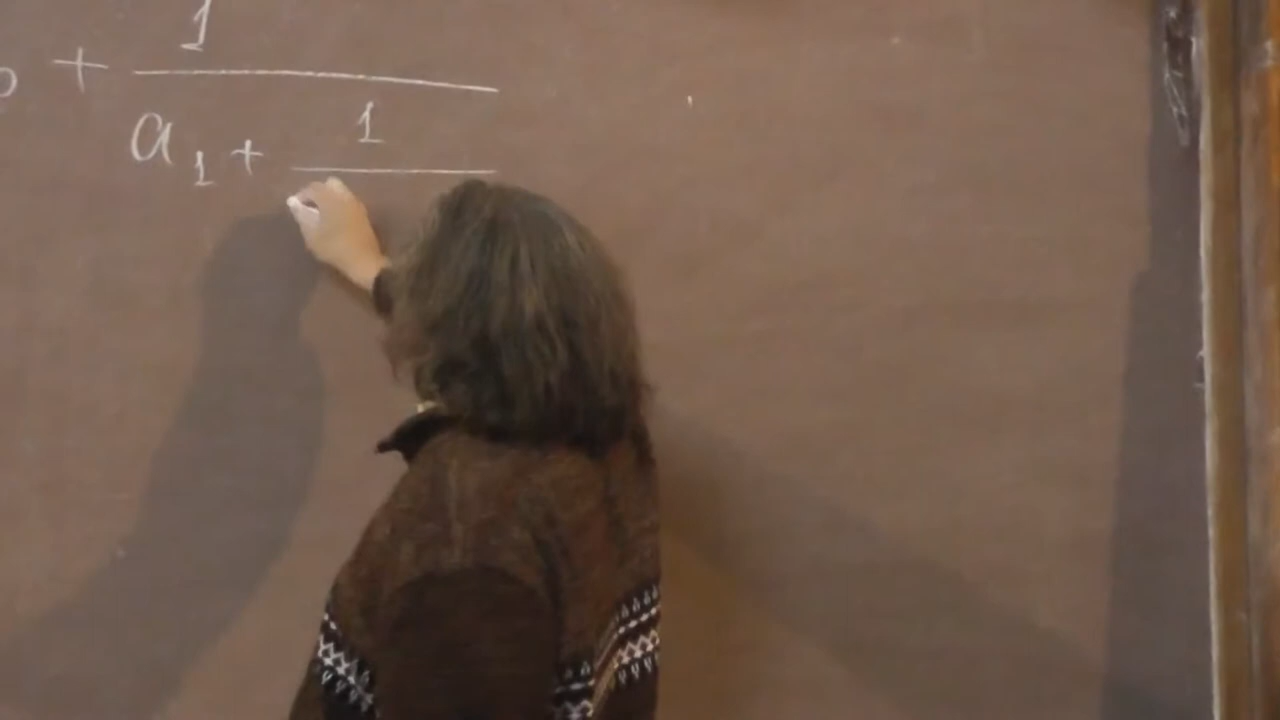 + 1
a₁ + 1